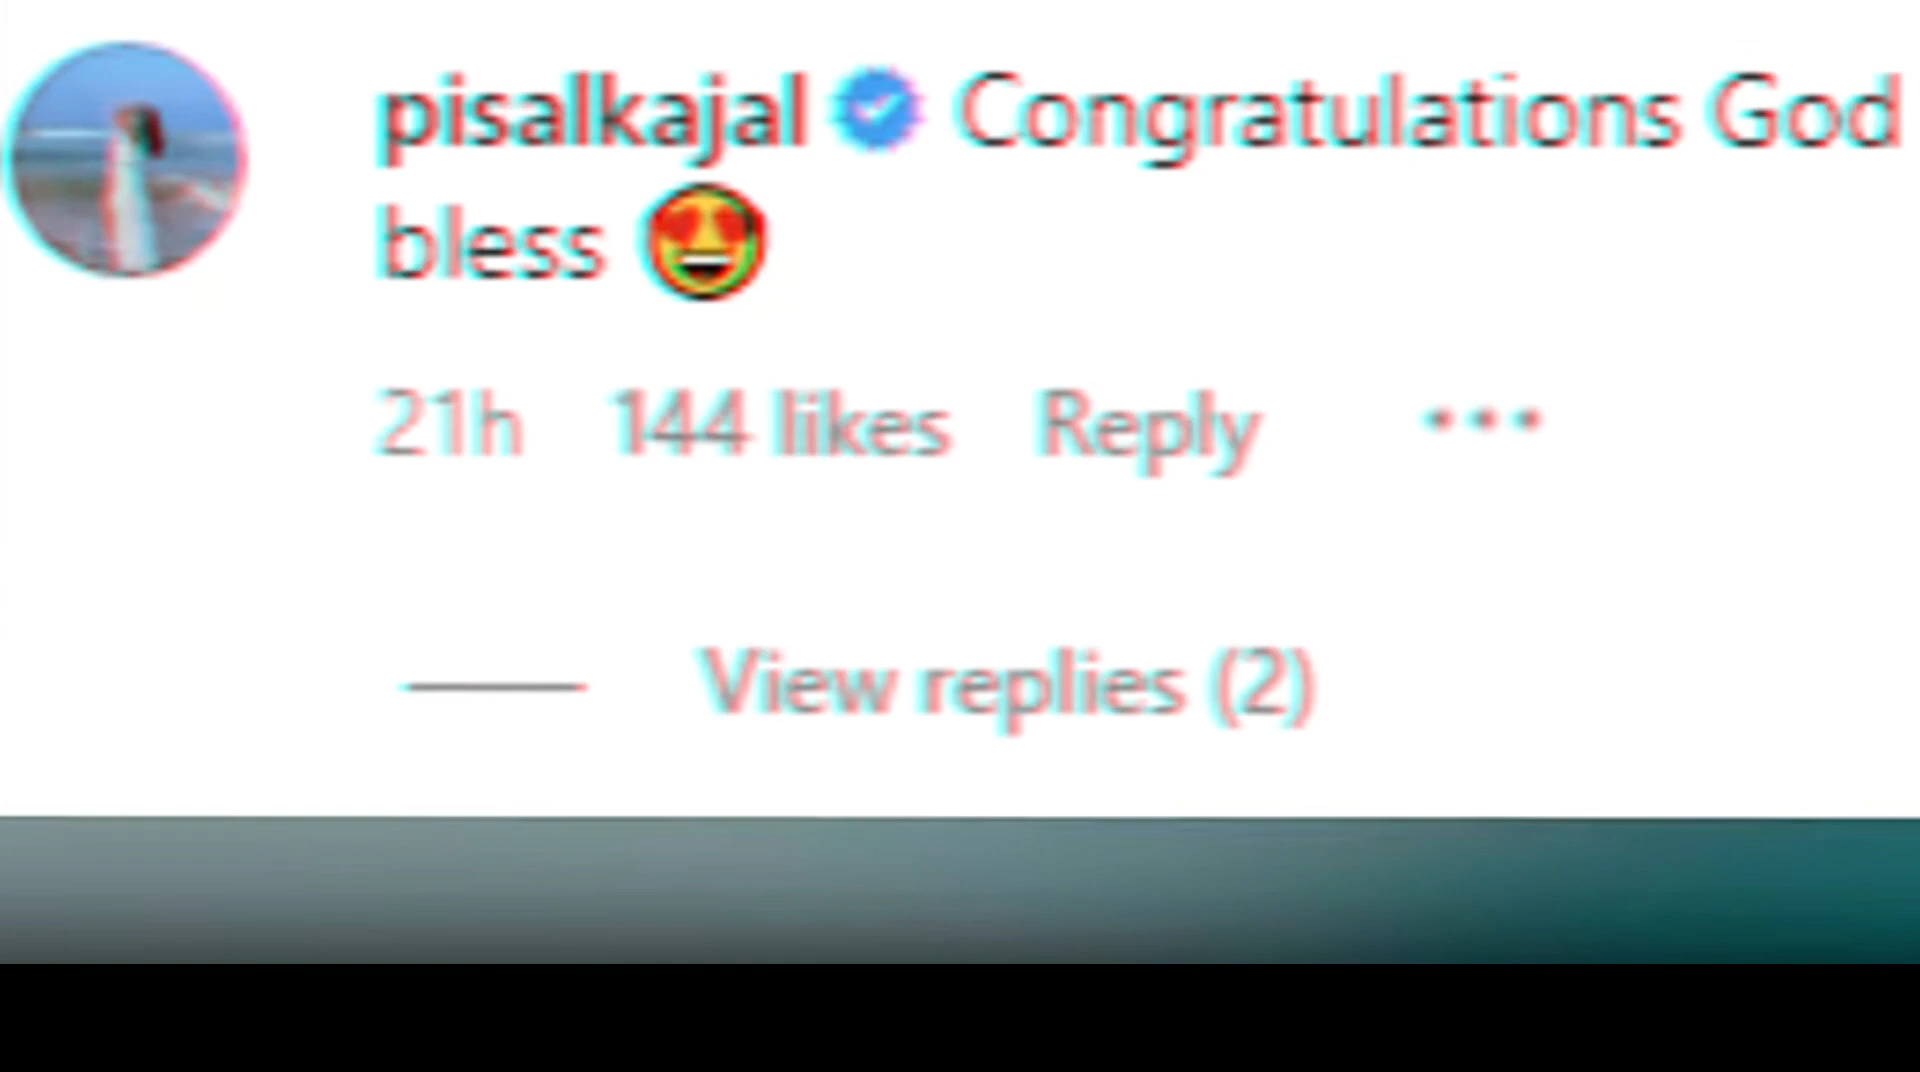 pisalkajal Congratulations God
bless 😍
21h 144 likes Reply ...
View replies (2)